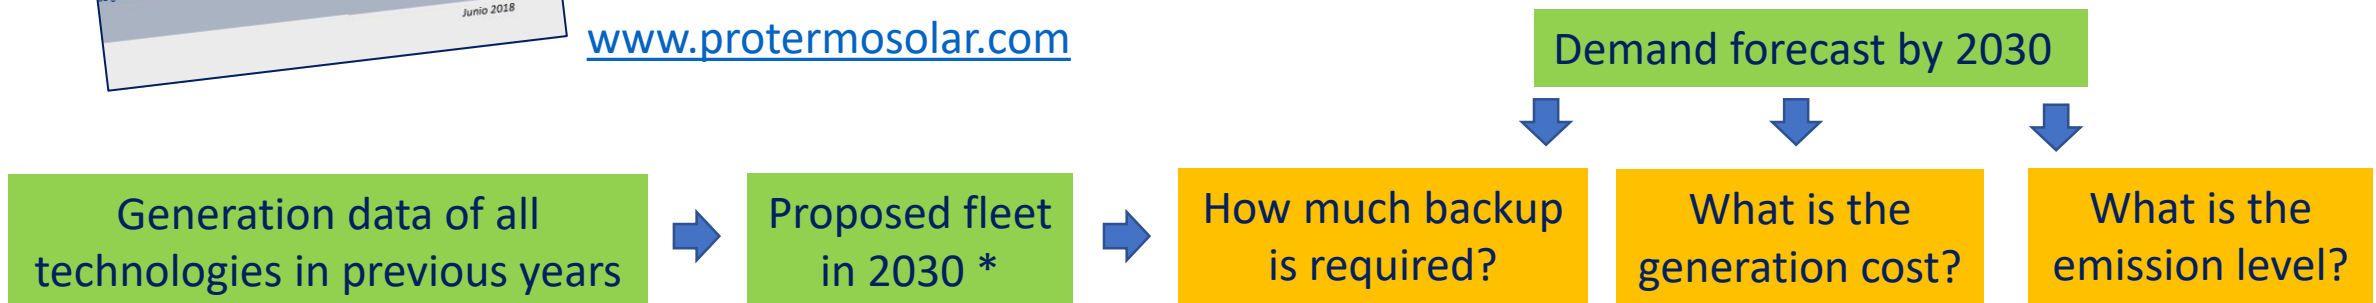 Junio 2018
www.protermosolar.com
Demand forecast by 2030
Generation data of all
technologies in previous years
Proposed fleet
in 2030 *
How much backup
is required?
What is the
generation cost?
What is the
emission level?